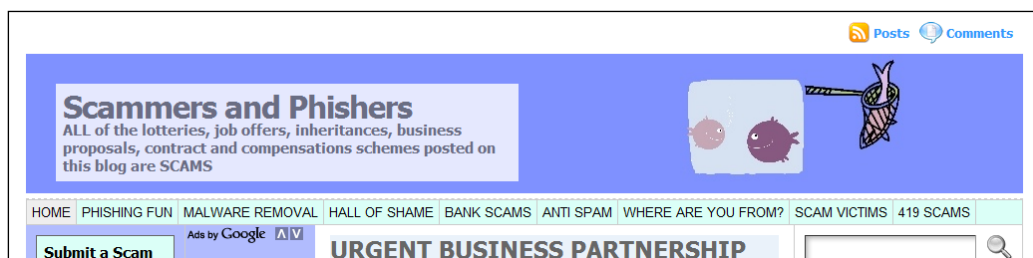 Posts Comments
Scammers and Phishers
ALL of the lotteries, job offers, inheritances, business
proposals, contract and compensations schemes posted on
this blog are SCAMS
HOME PHISHING FUN MALWARE REMOVAL HALL OF SHAME BANK SCAMS ANTI SPAM WHERE ARE YOU FROM? SCAM VICTIMS 419 SCAMS
Submit a Scam
Ads by Google
URGENT BUSINESS PARTNERSHIP